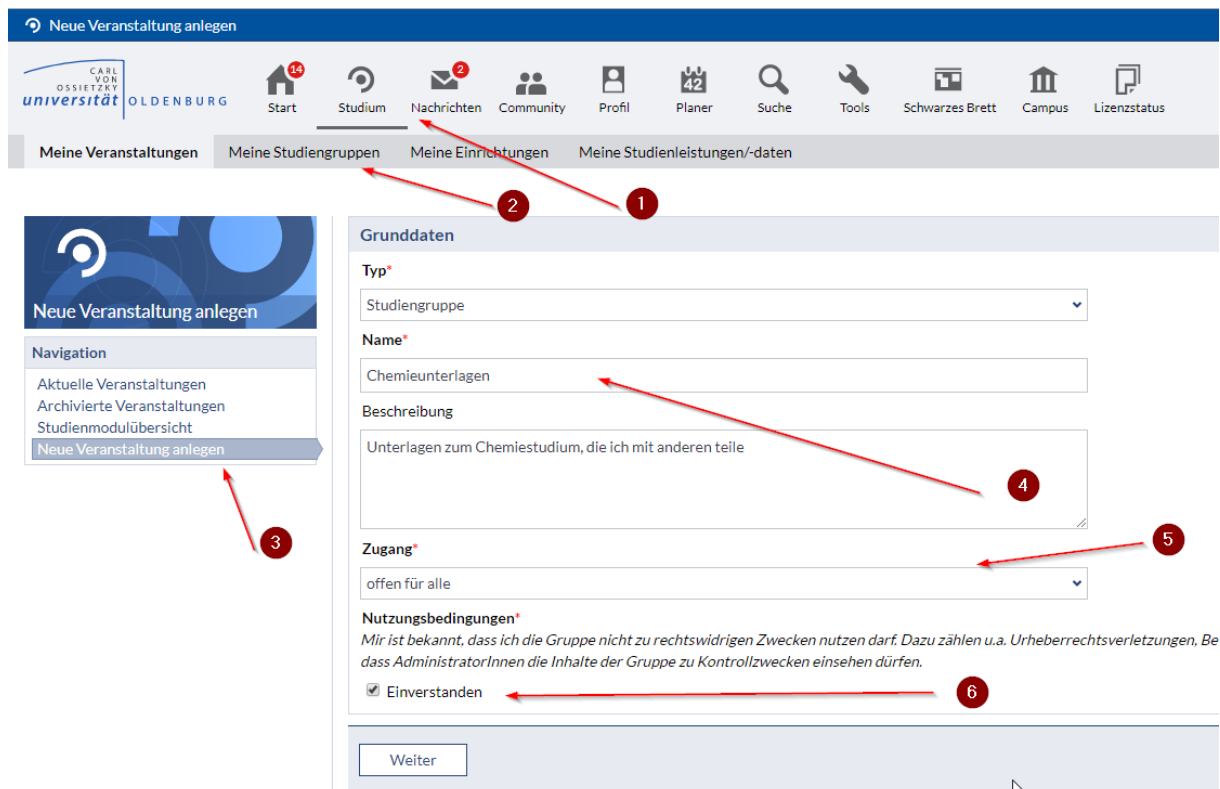 Neue Veranstaltung anlegen
CARL
VON
OSSIETZKY
universität OLDENBURG
14
2
42
Start Studium Nachrichten Community Profil Planer Suche Tools Schwarzes Brett Campus Lizenzstatus
Meine Veranstaltungen Meine Studiengruppen Meine Einrichtungen Meine Studienleistungen/-daten
2
1
Neue Veranstaltung anlegen
Navigation
Aktuelle Veranstaltungen
Archivierte Veranstaltungen
Studienmodulübersicht
Neue Veranstaltung anlegen
3
Grunddaten
Typ*
Studiengruppe
Name*
Chemieunterlagen
Beschreibung
Unterlagen zum Chemiestudium, die ich mit anderen teile
4
Zugang*
5
offen für alle
Nutzungsbedingungen*
Mir ist bekannt, dass ich die Gruppe nicht zu rechtswidrigen Zwecken nutzen darf. Dazu zählen u.a. Urheberrechtsverletzungen, Be
dass AdministratorInnen die Inhalte der Gruppe zu Kontrollzwecken einsehen dürfen.
Einverstanden
6
Weiter